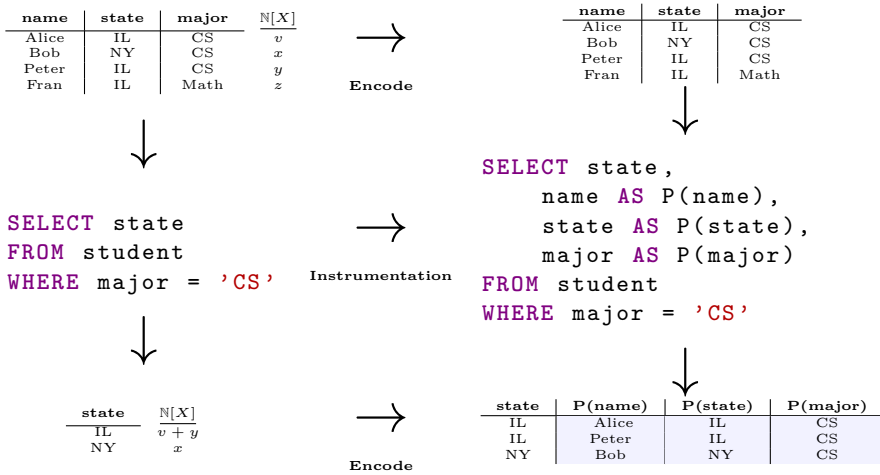 name state major ℕ[X]
Alice IL CS v
Bob NY CS x
Peter IL CS y
Fran IL Math z
Encode
name state major
Alice IL CS
Bob NY CS
Peter IL CS
Fran IL Math
SELECT state
FROM student
WHERE major = 'CS'
Instrumentation
SELECT state,
name AS P(name),
state AS P(state),
major AS P(major)
FROM student
WHERE major = 'CS'
state ℕ[X]
IL v + y
NY x
Encode
state P(name) P(state) P(major)
IL Alice IL CS
IL Peter IL CS
NY Bob NY CS